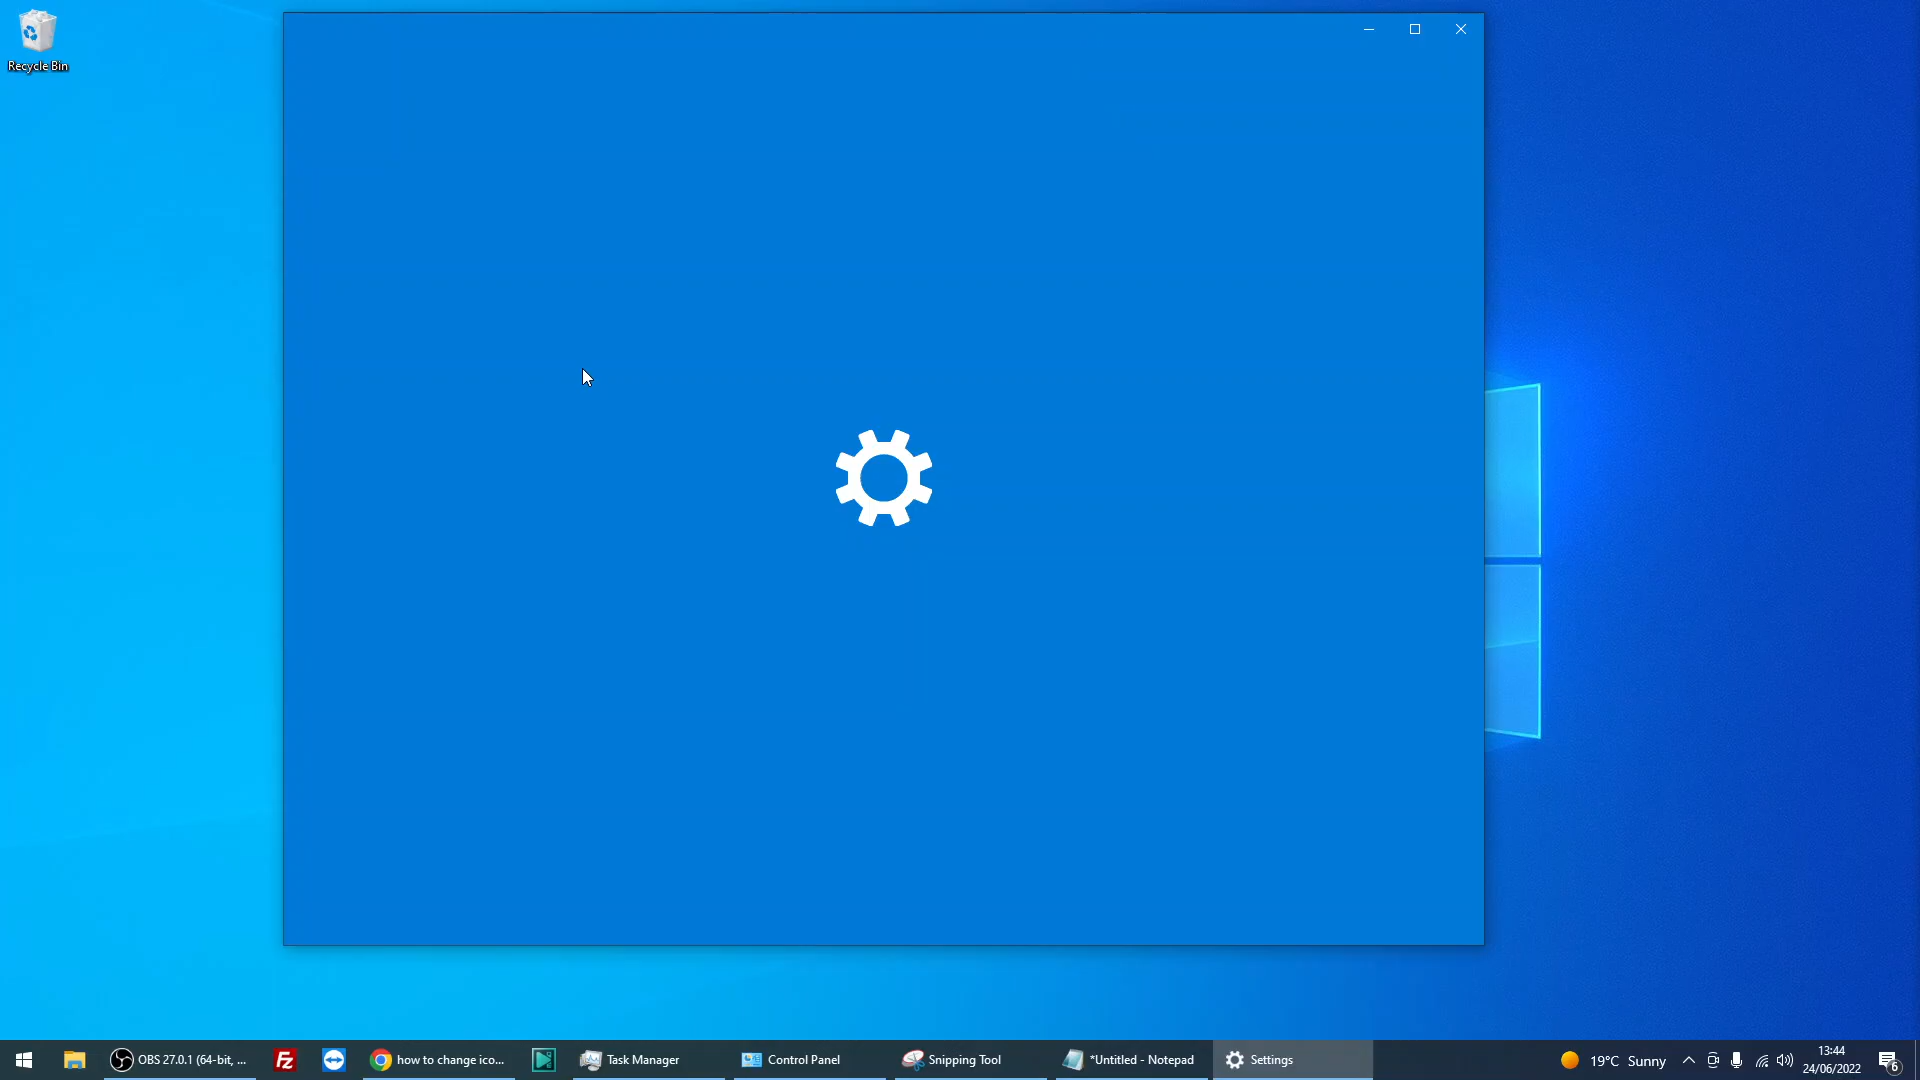 Recycle Bin
OBS 27.0.1 (64-bit, ...
how to change ico...
Task Manager
Control Panel
Snipping Tool
*Untitled - Notepad
Settings
19°C Sunny
13:44
24/06/2022
6